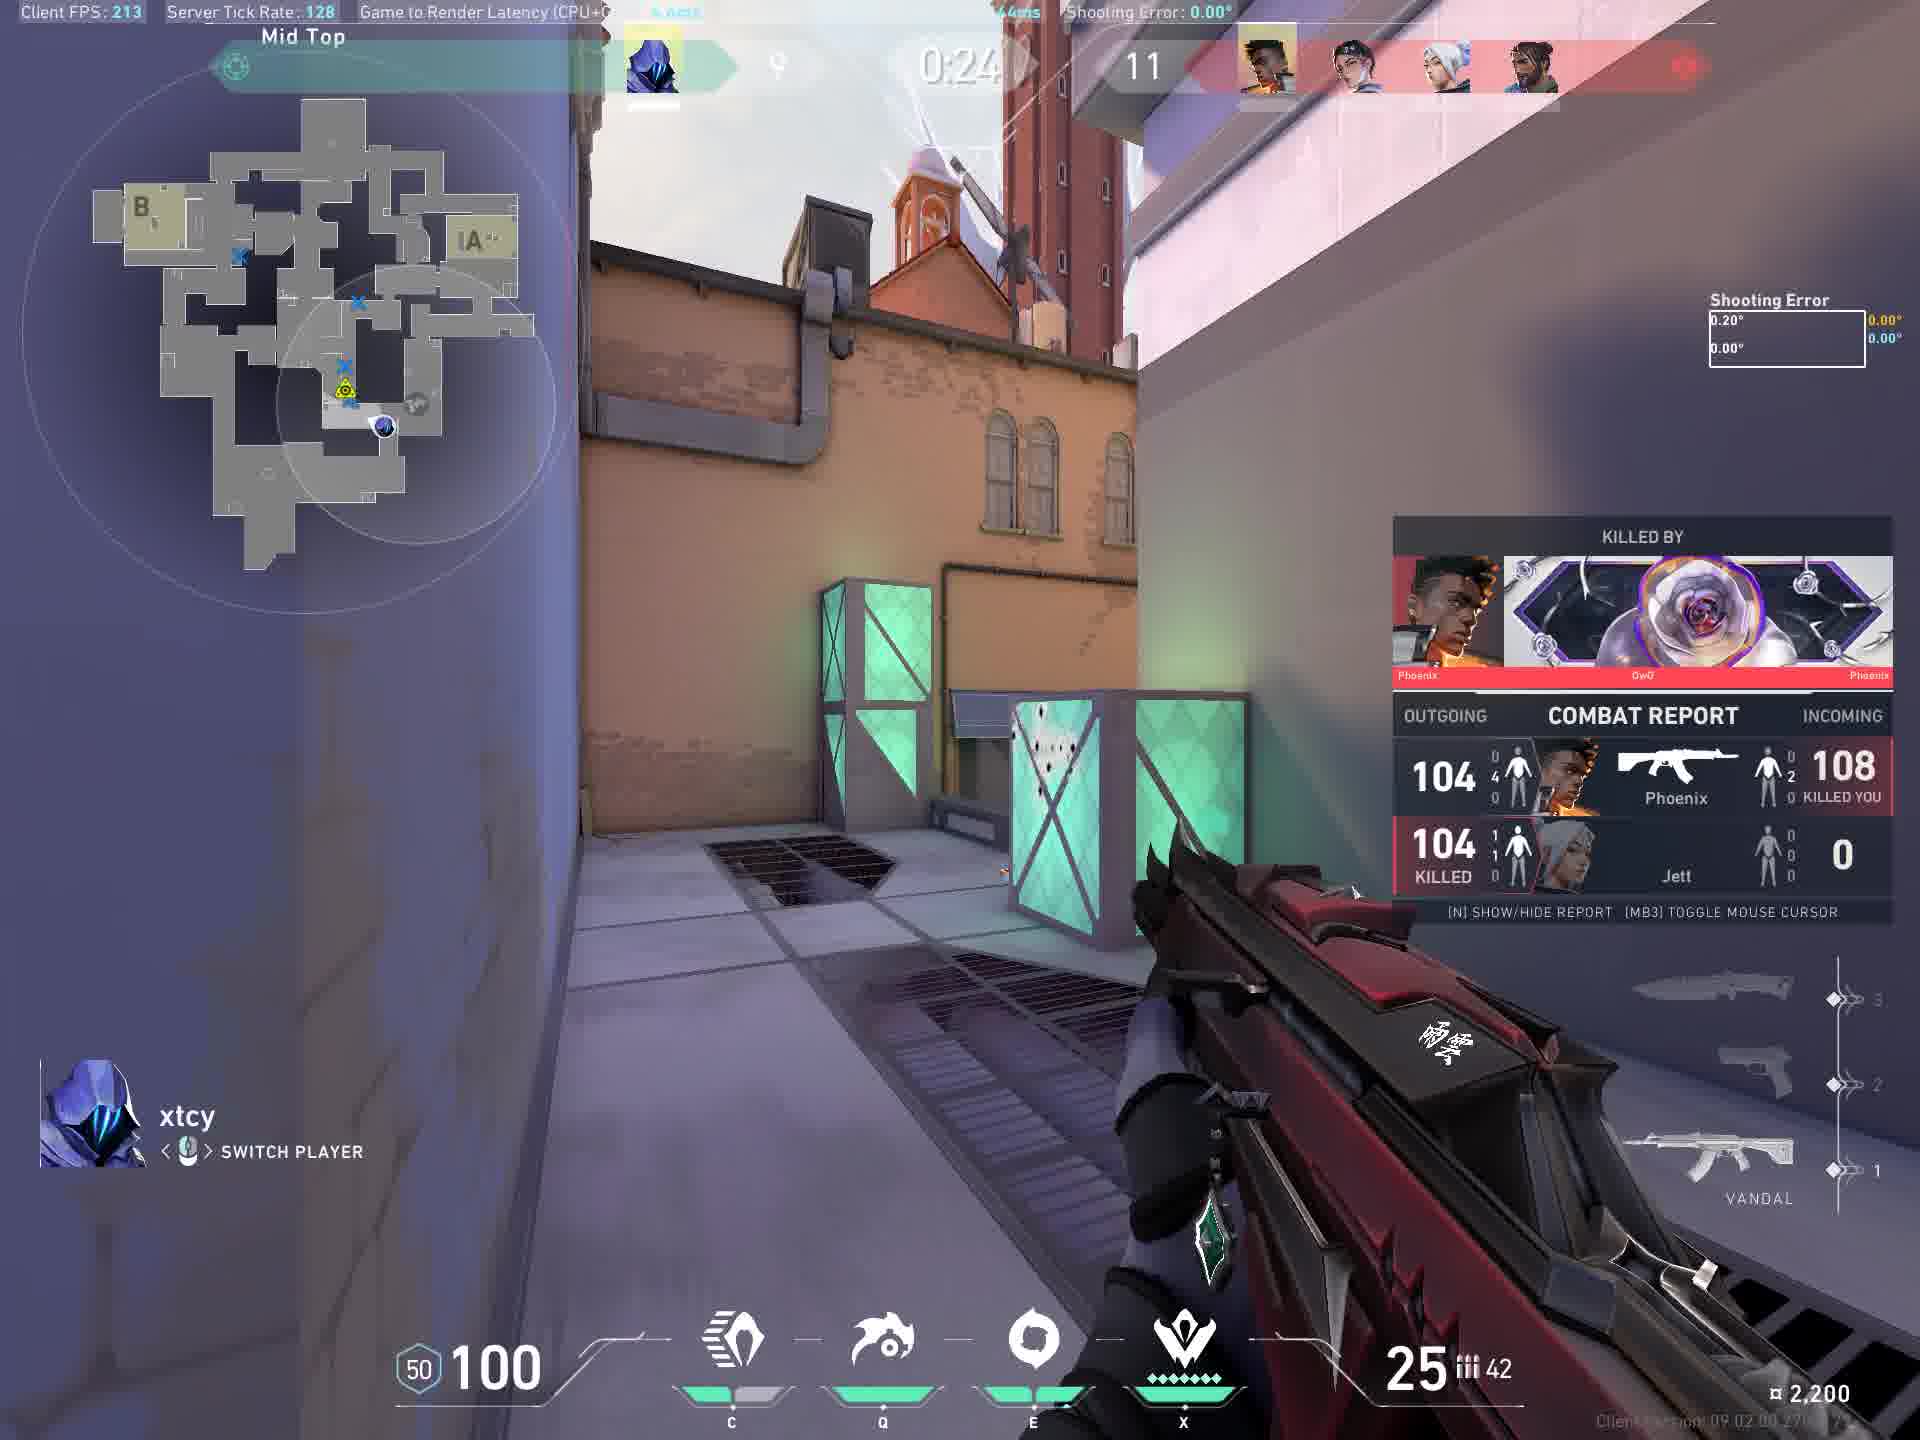 Client FPS: 213
Server Tick Rate: 128
Game to Render Latency (CPU+G
Shooting Error: 0.00°
Mid Top
9
0:24
11
B
A
Shooting Error
0.20°
0.00°
0.00°
0.00°
KILLED BY
Phoenix
OwO
Phoenix
OUTGOING
COMBAT REPORT
INCOMING
104
0
4
0
Phoenix
0
2
0
108
KILLED YOU
104
KILLED
1
1
0
Jett
0
0
0
0
[N] SHOW/HIDE REPORT [MB3] TOGGLE MOUSE CURSOR
3
2
1
VANDAL
xtcy
< > SWITCH PLAYER
50
100
C
Q
E
X
25
42
¤ 2,200